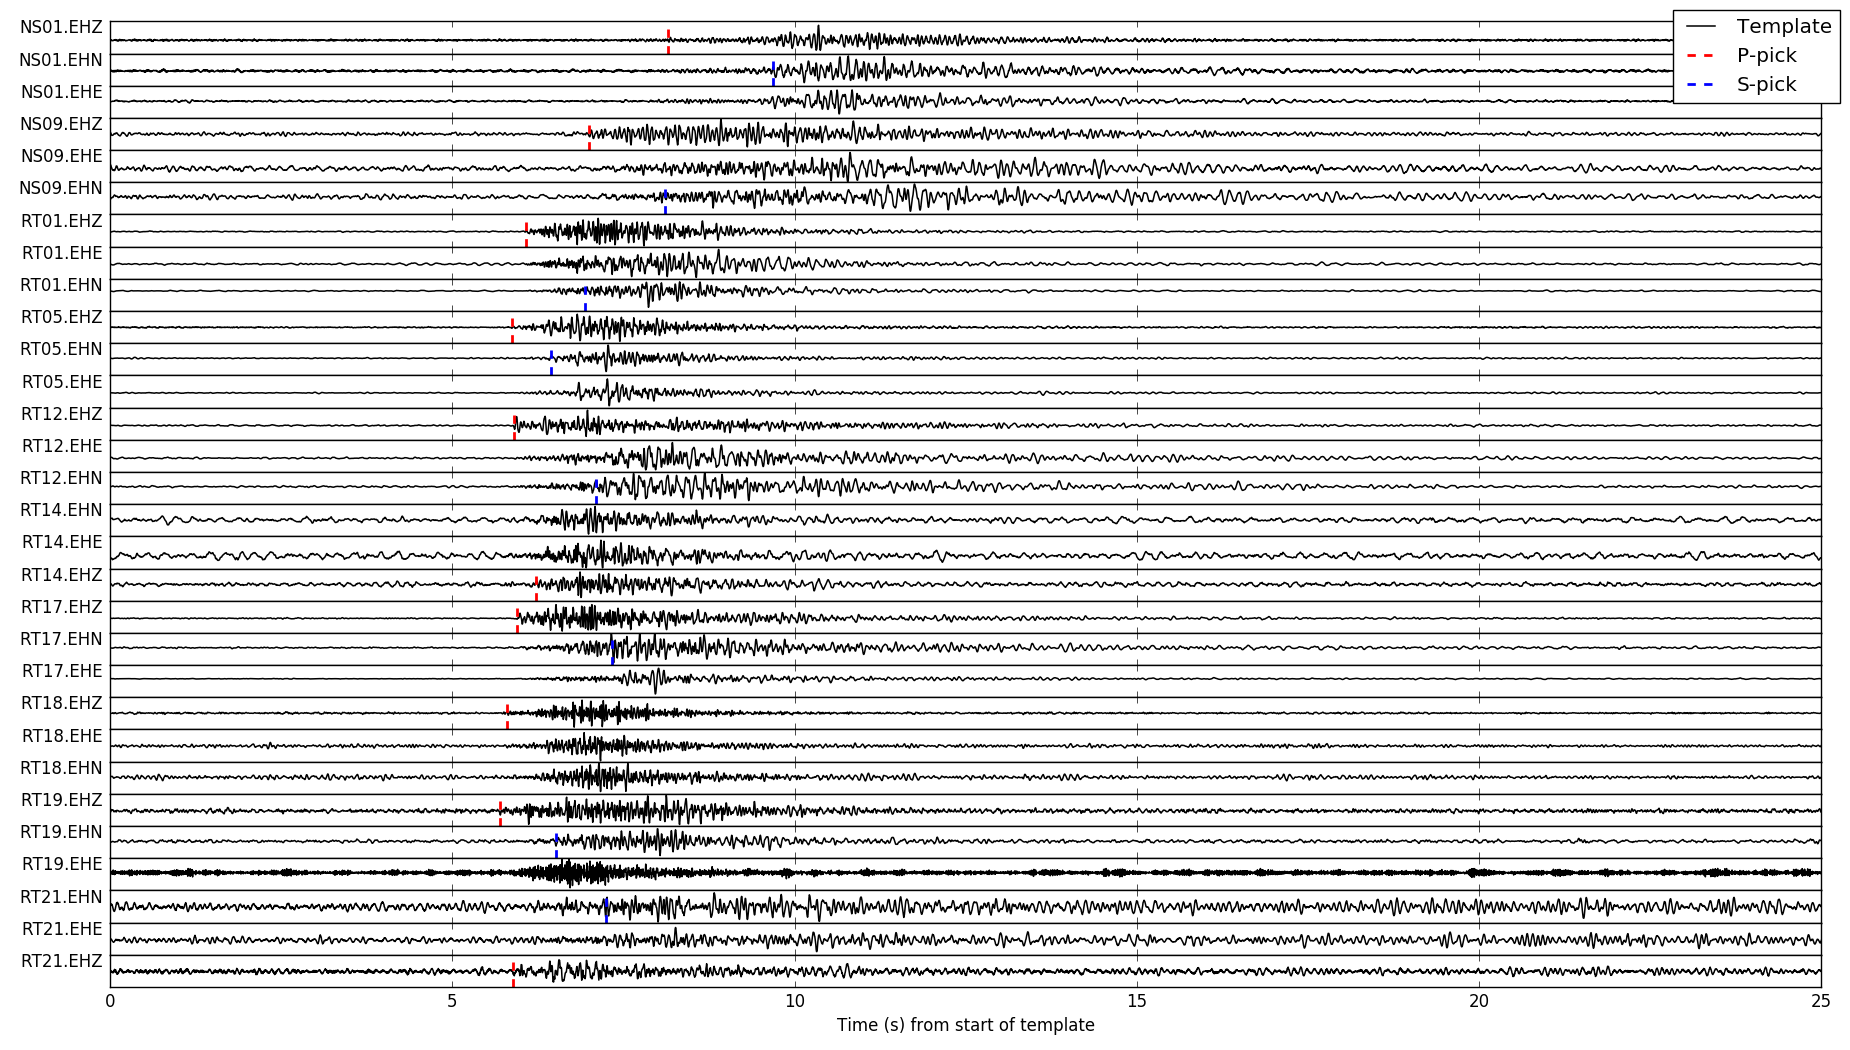 NS01.EHZ
NS01.EHN
NS01.EHE
NS09.EHZ
NS09.EHE
NS09.EHN
RT01.EHZ
RT01.EHE
RT01.EHN
RT05.EHZ
RT05.EHN
RT05.EHE
RT12.EHZ
RT12.EHE
RT12.EHN
RT14.EHN
RT14.EHE
RT14.EHZ
RT17.EHZ
RT17.EHN
RT17.EHE
RT18.EHZ
RT18.EHE
RT18.EHN
RT19.EHZ
RT19.EHN
RT19.EHE
RT21.EHN
RT21.EHE
RT21.EHZ
Template
P-pick
S-pick
0 5 10 15 20 25
Time (s) from start of template